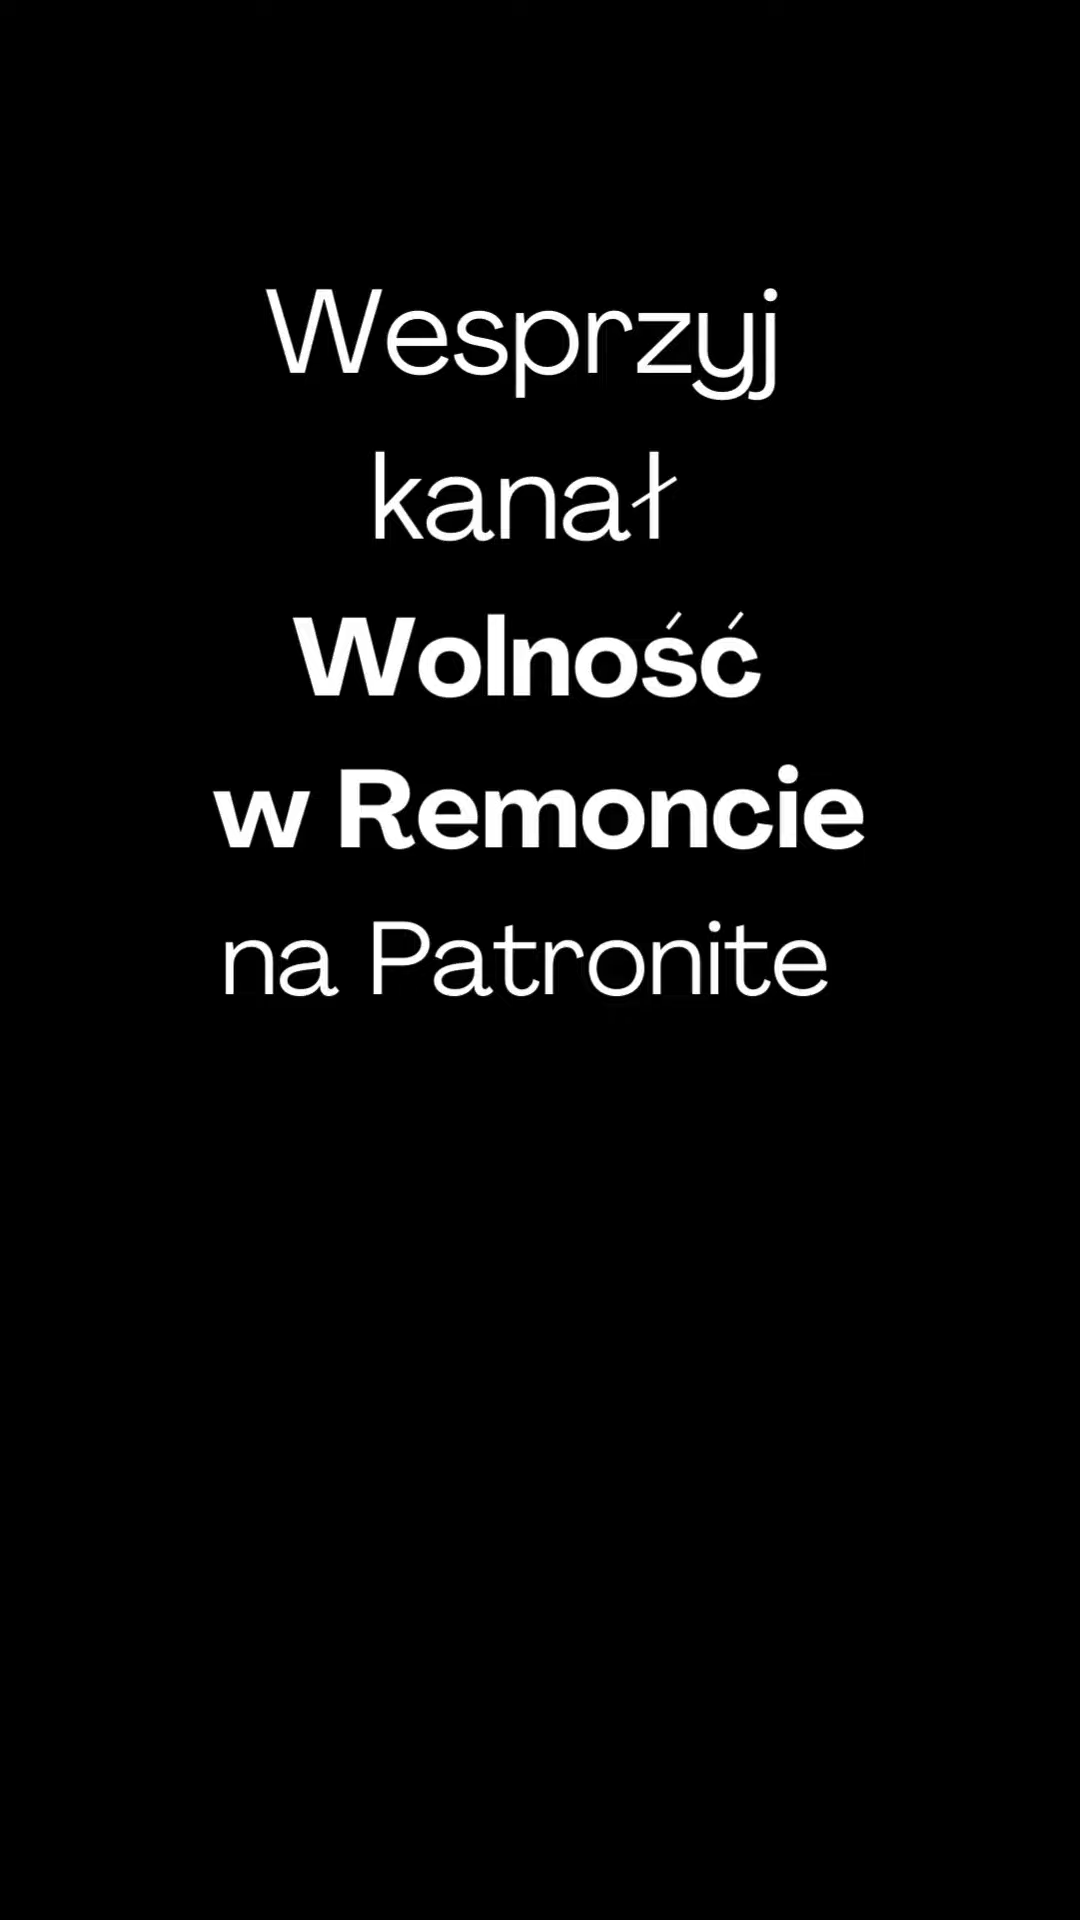 Wesprzyj
kanał
Wolność
w Remoncie
na Patronite